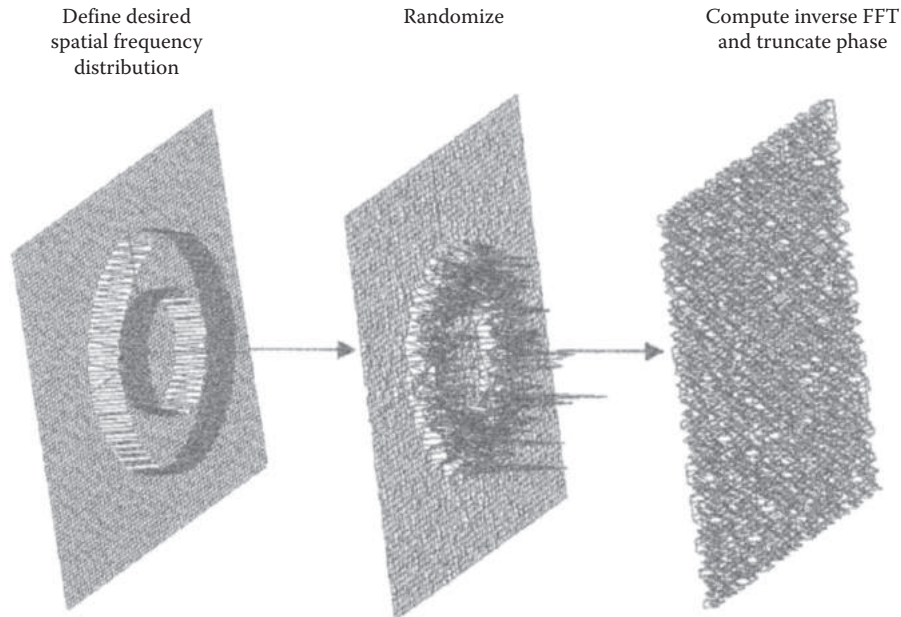 Define desired
spatial frequency
distribution
Randomize
Compute inverse FFT
and truncate phase